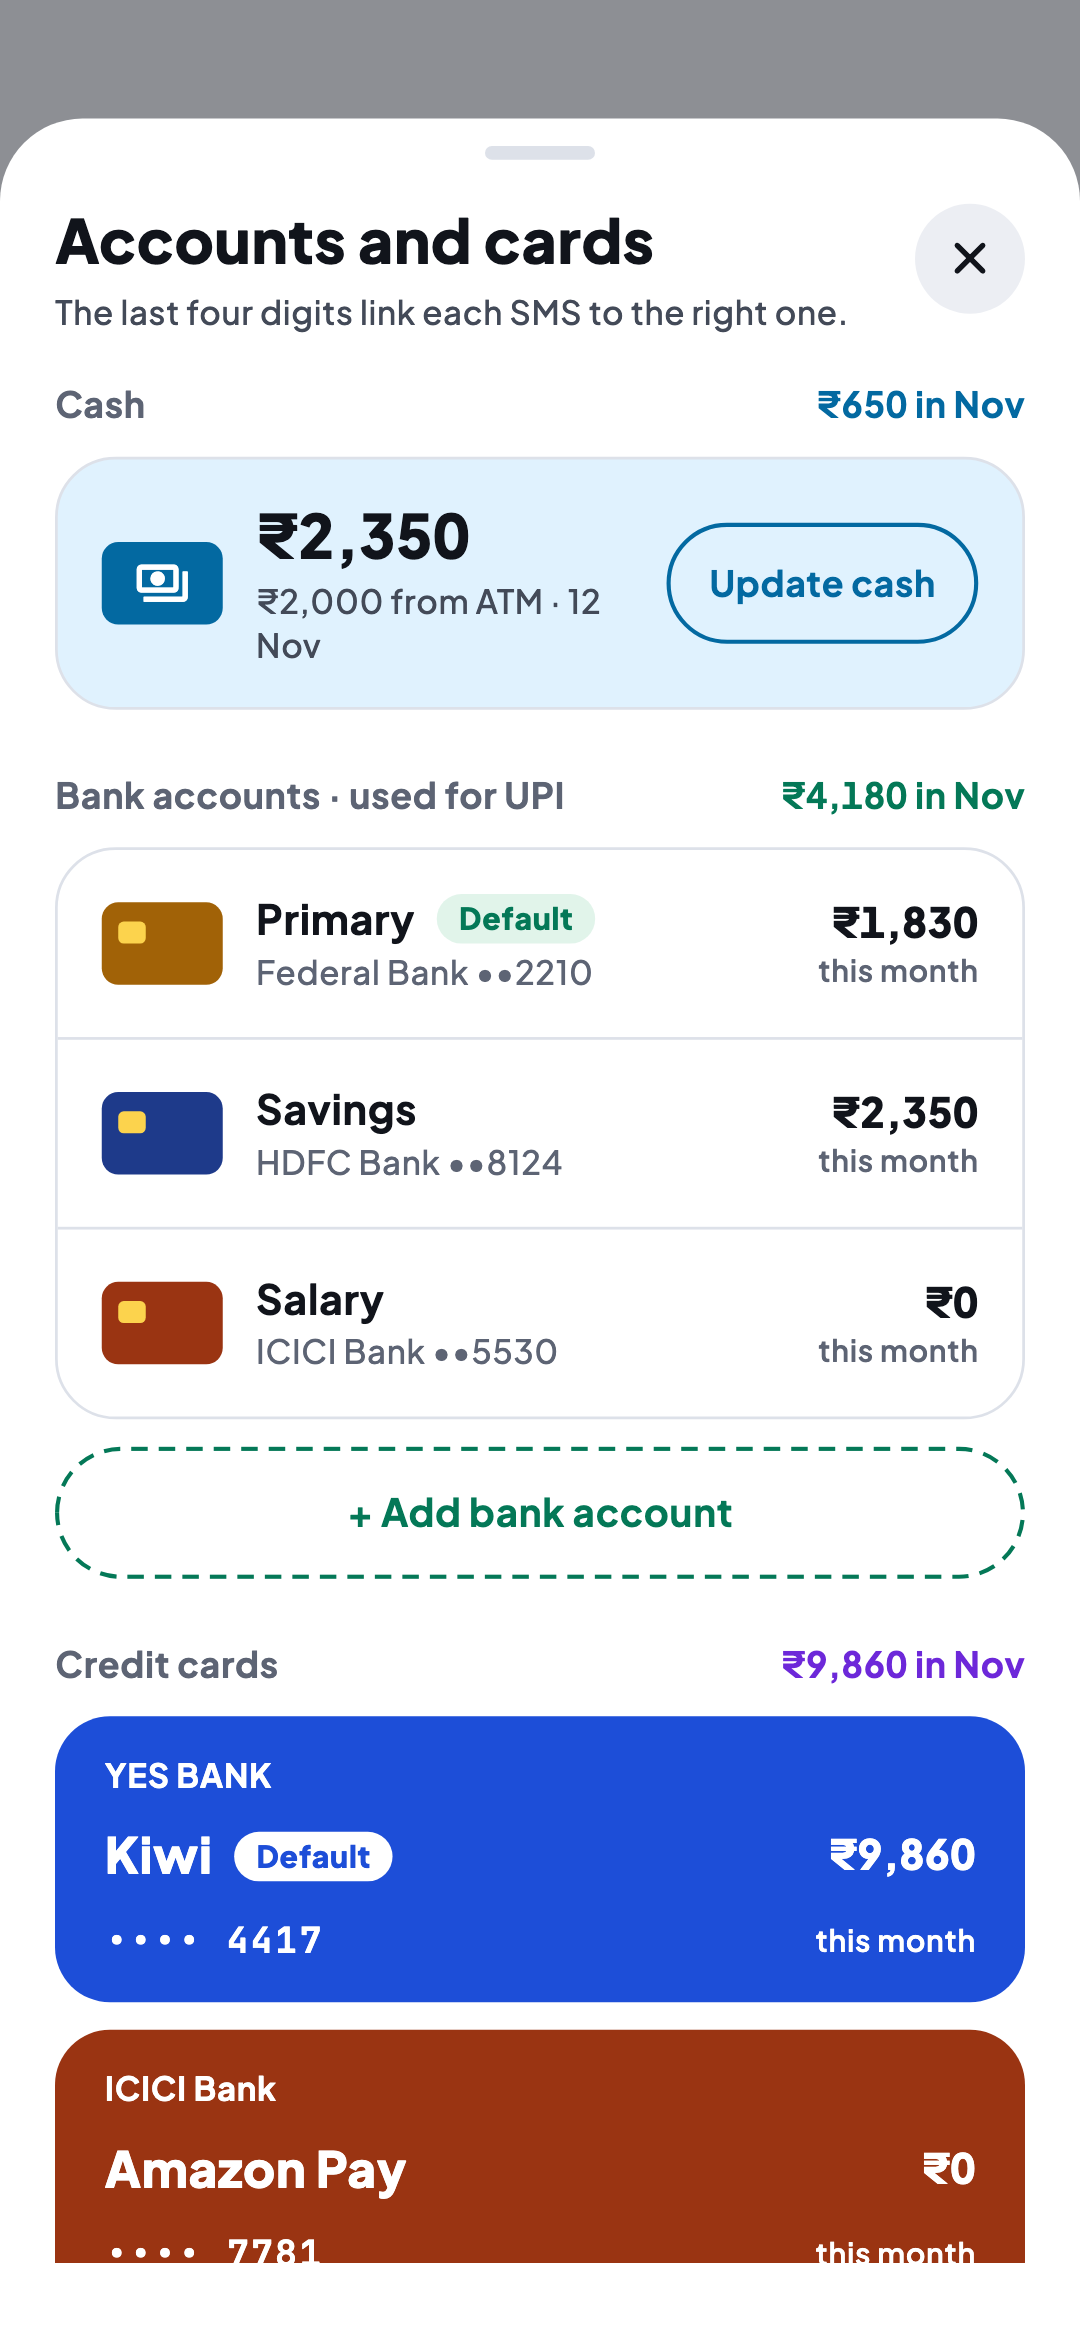 Accounts and cards
The last four digits link each SMS to the right one.
Cash
₹650 in Nov
₹2,350
₹2,000 from ATM · 12
Nov
Update cash
Bank accounts · used for UPI
₹4,180 in Nov
Primary
Default
₹1,830
Federal Bank ••2210
this month
Savings
₹2,350
HDFC Bank ••8124
this month
Salary
₹0
ICICI Bank ••5530
this month
+ Add bank account
Credit cards
₹9,860 in Nov
YES BANK
Kiwi
Default
₹9,860
•••• 4417
this month
ICICI Bank
Amazon Pay
₹0
•••• 7781
this month